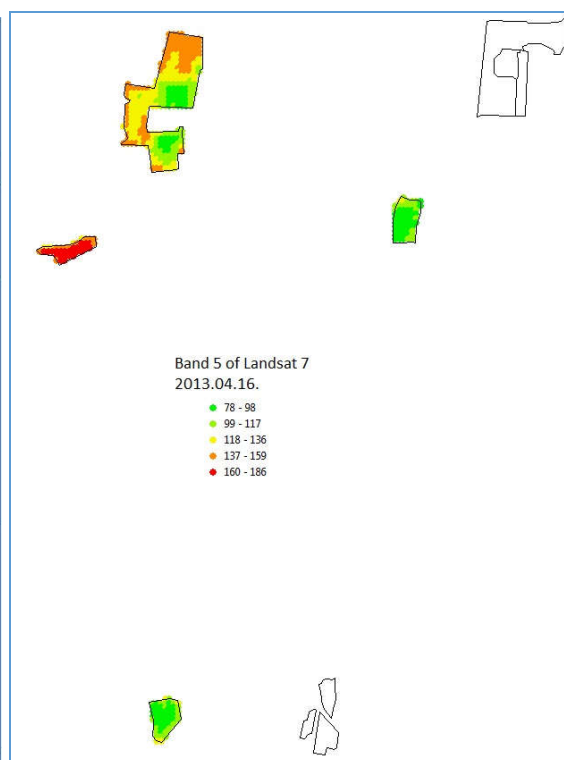 Band 5 of Landsat 7
2013.04.16.
78 - 98
99 - 117
118 - 136
137 - 159
160 - 186